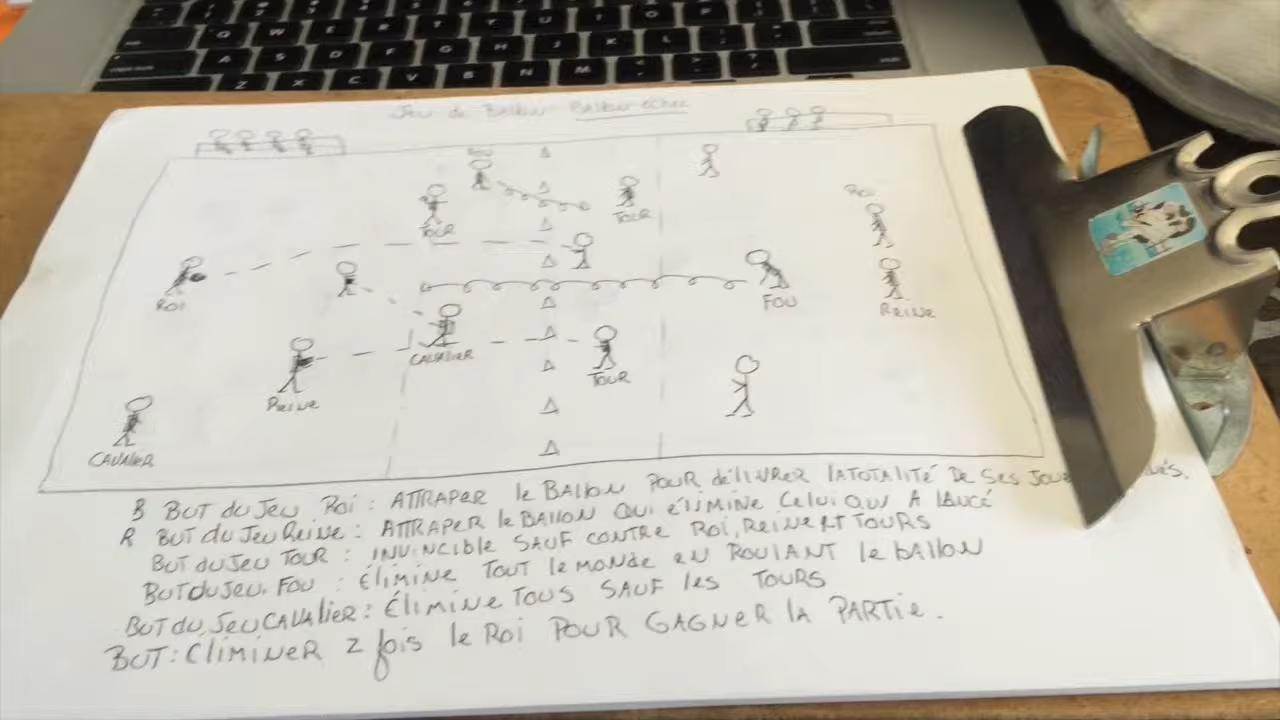 Jeu de Ballon Ballon-échec
Roi
TOUR
TOUR
ROI
ROI
FOU
Reine
CAVALIER
TOUR
Reine
CAVALIER
B BUT du JEU Roi : ATTRAPER le BAllON POUR déliVRER lATOTALITÉ De Ses
R BUT du JEU Reine : ATTRAPER le BAllON QUI éliMINE Celui QUI A lANCÉ
BUT du JEU TOUR : INVINCIBLE SAUF CONTRE Roi, Reine et TOURS
BUT du JEU. FOU : ÉliMINE TOUT le MONDE EN ROULANT le bAllON
BUT du JEU CAVAlieR : ÉliMINE TOUS SAUF les TOURS
BUT : ÉliMINER 2 fois le Roi POUR GAGNER lA PARTIE.
Q W E R T Y U I O P
A S D F G H J K L
Z X C V B N M